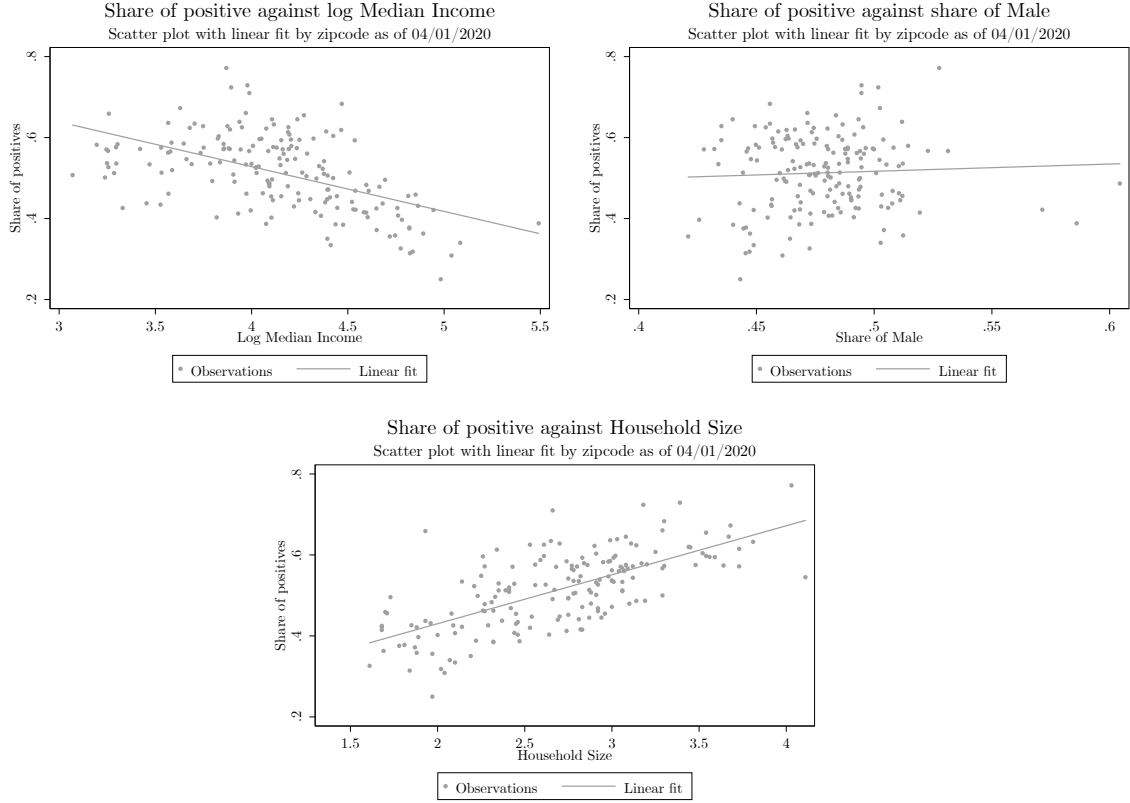 Share of positive against log Median Income
Scatter plot with linear fit by zipcode as of 04/01/2020
Share of positives
.2 .4 .6 .8
3 3.5 4 4.5 5 5.5
Log Median Income
Observations Linear fit
Share of positive against share of Male
Scatter plot with linear fit by zipcode as of 04/01/2020
Share of positives
.2 .4 .6 .8
.4 .45 .5 .55 .6
Share of Male
Observations Linear fit
Share of positive against Household Size
Scatter plot with linear fit by zipcode as of 04/01/2020
Share of positives
.2 .4 .6 .8
1.5 2 2.5 3 3.5 4
Household Size
Observations Linear fit